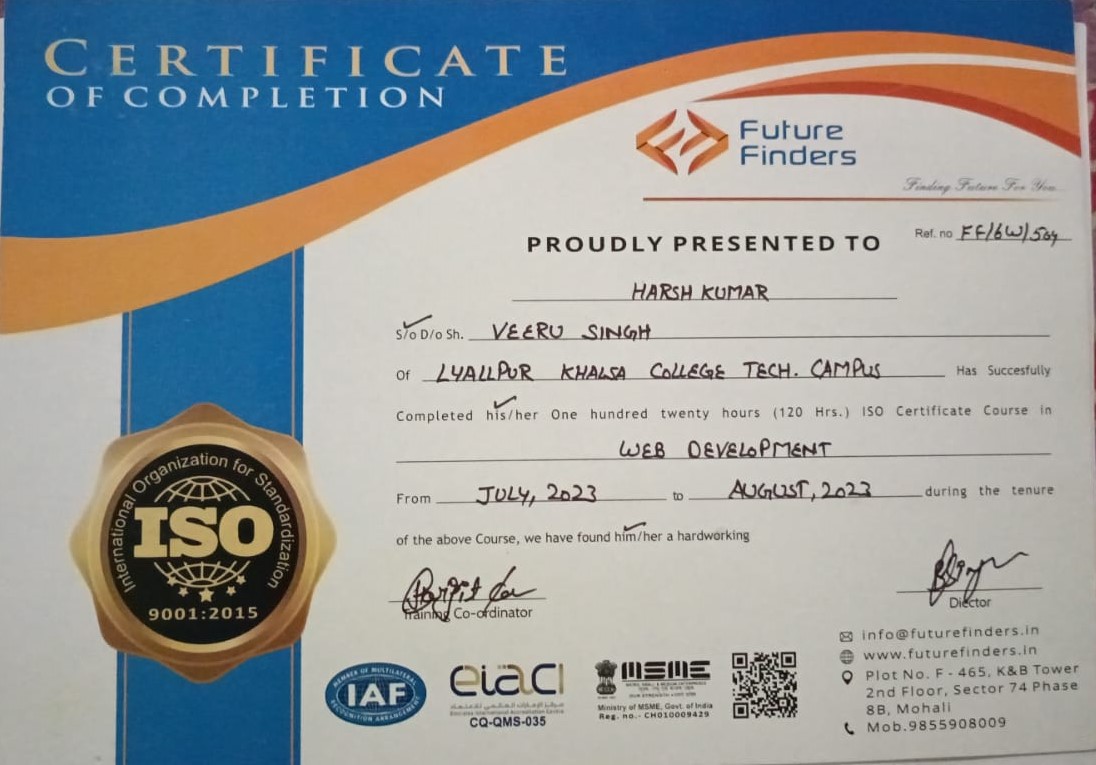 CERTIFICATE
OF COMPLETION
Future
Finders
Finding Future For You...
Ref. no FF/6W/564
PROUDLY PRESENTED TO
HARSH KUMAR
S/o D/o Sh. VEERU SINGH
Of LYALLPUR KHALSA COLLEGE TECH. CAMPUS Has Succesfully
Completed his/her One hundred twenty hours (120 Hrs.) ISO Certificate Course in
WEB DEVELOPMENT
From JULY, 2023 to AUGUST, 2023 during the tenure
of the above Course, we have found him/her a hardworking
Training Co-ordinator
Diector
International Organization for Standardization
ISO
9001:2015
MEMBER OF MULTILATERAL
IAF
RECOGNITION ARRANGEMENT
eiaci
Emirates International Accreditation Centre
CQ-QMS-035
MSME
Ministry of MSME, Govt. of India
Reg. no.- CH010009429
info@futurefinders.in
www.futurefinders.in
Plot No. F - 465, K&B Tower
2nd Floor, Sector 74 Phase
8B, Mohali
Mob.9855908009